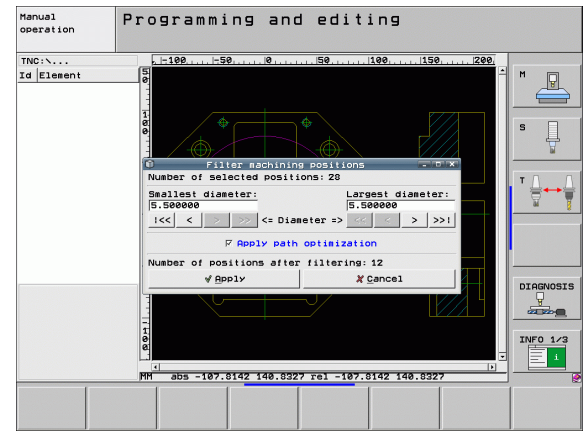 Manual
operation
Programming and editing
TNC:\...
Id Element
|-100 |-50 |0 |50 |100 |150 |200
M
S
T
Filter machining positions
Number of selected positions: 28
Smallest diameter: Largest diameter:
5.500000 5.500000
!<< < > >> <= Diameter => << < > >>!
Apply path optimization
Number of positions after filtering: 12
Apply Cancel
DIAGNOSIS
INFO 1/3
MM abs -107.8142 140.8327 rel -107.8142 140.8327